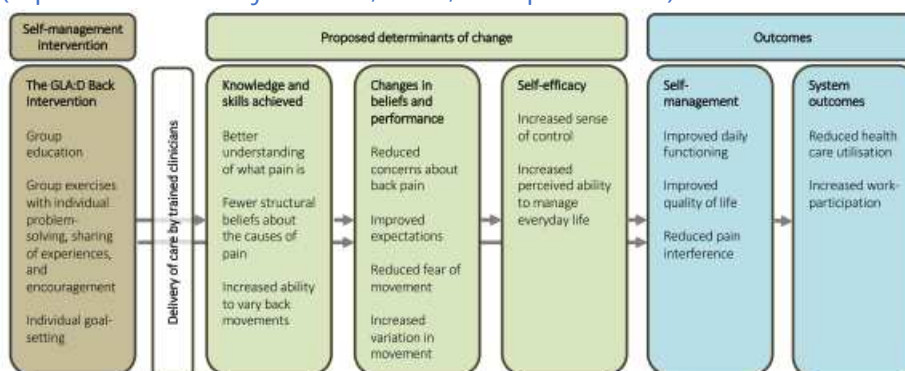 Self-management
intervention
Proposed determinants of change
Outcomes
The GLA:D Back
Intervention
Group
education
Group exercises
with individual
problem-
solving, sharing
of experiences,
and
encouragement
Individual goal-
setting
Delivery of care by trained clinicians
Knowledge and
skills achieved
Better
understanding
of what pain is
Fewer structural
beliefs about
the causes of
pain
Increased ability
to vary back
movements
Changes in
beliefs and
performance
Reduced
concerns about
back pain
Improved
expectations
Reduced fear of
movement
Increased
variation in
movement
Self-efficacy
Increased sense
of control
Increased
perceived ability
to manage
everyday life
Self-
management
Improved daily
functioning
Improved
quality of life
Reduced pain
interference
System
outcomes
Reduced health
care utilisation
Increased work-
participation